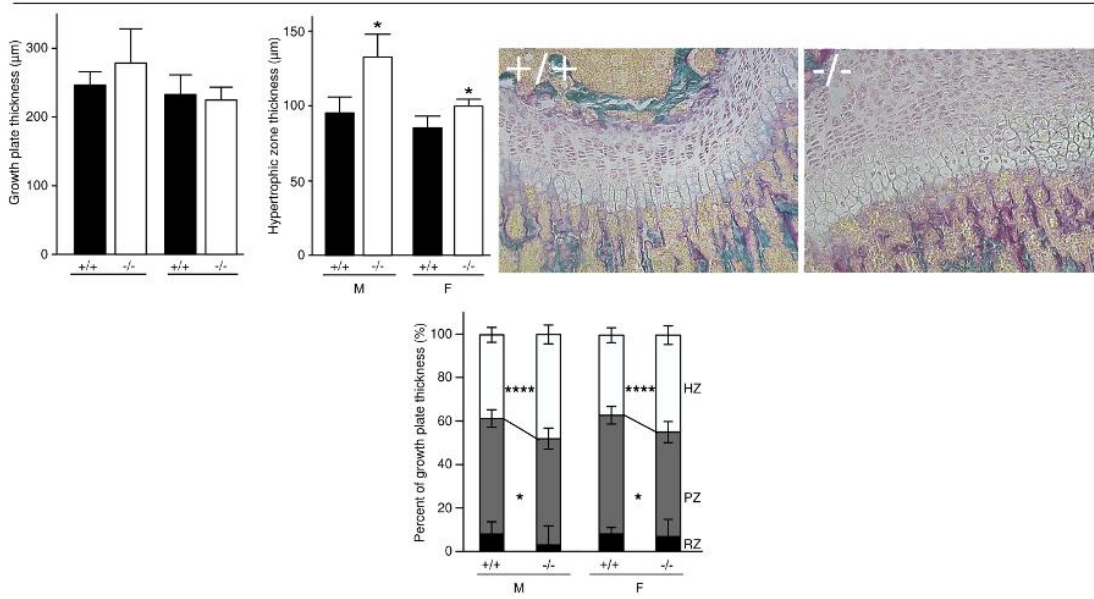 Growth plate thickness (µm)
300
200
100
0
+/+ -/- +/+ -/-
Hypertrophic zone thickness (µm)
150
100
50
0
*
*
+/+ -/- +/+ -/-
M F
+/+
-/-
Percent of growth plate thickness (%)
100
80
60
40
20
0
**** **** HZ
* * PZ
RZ
+/+ -/- +/+ -/-
M F